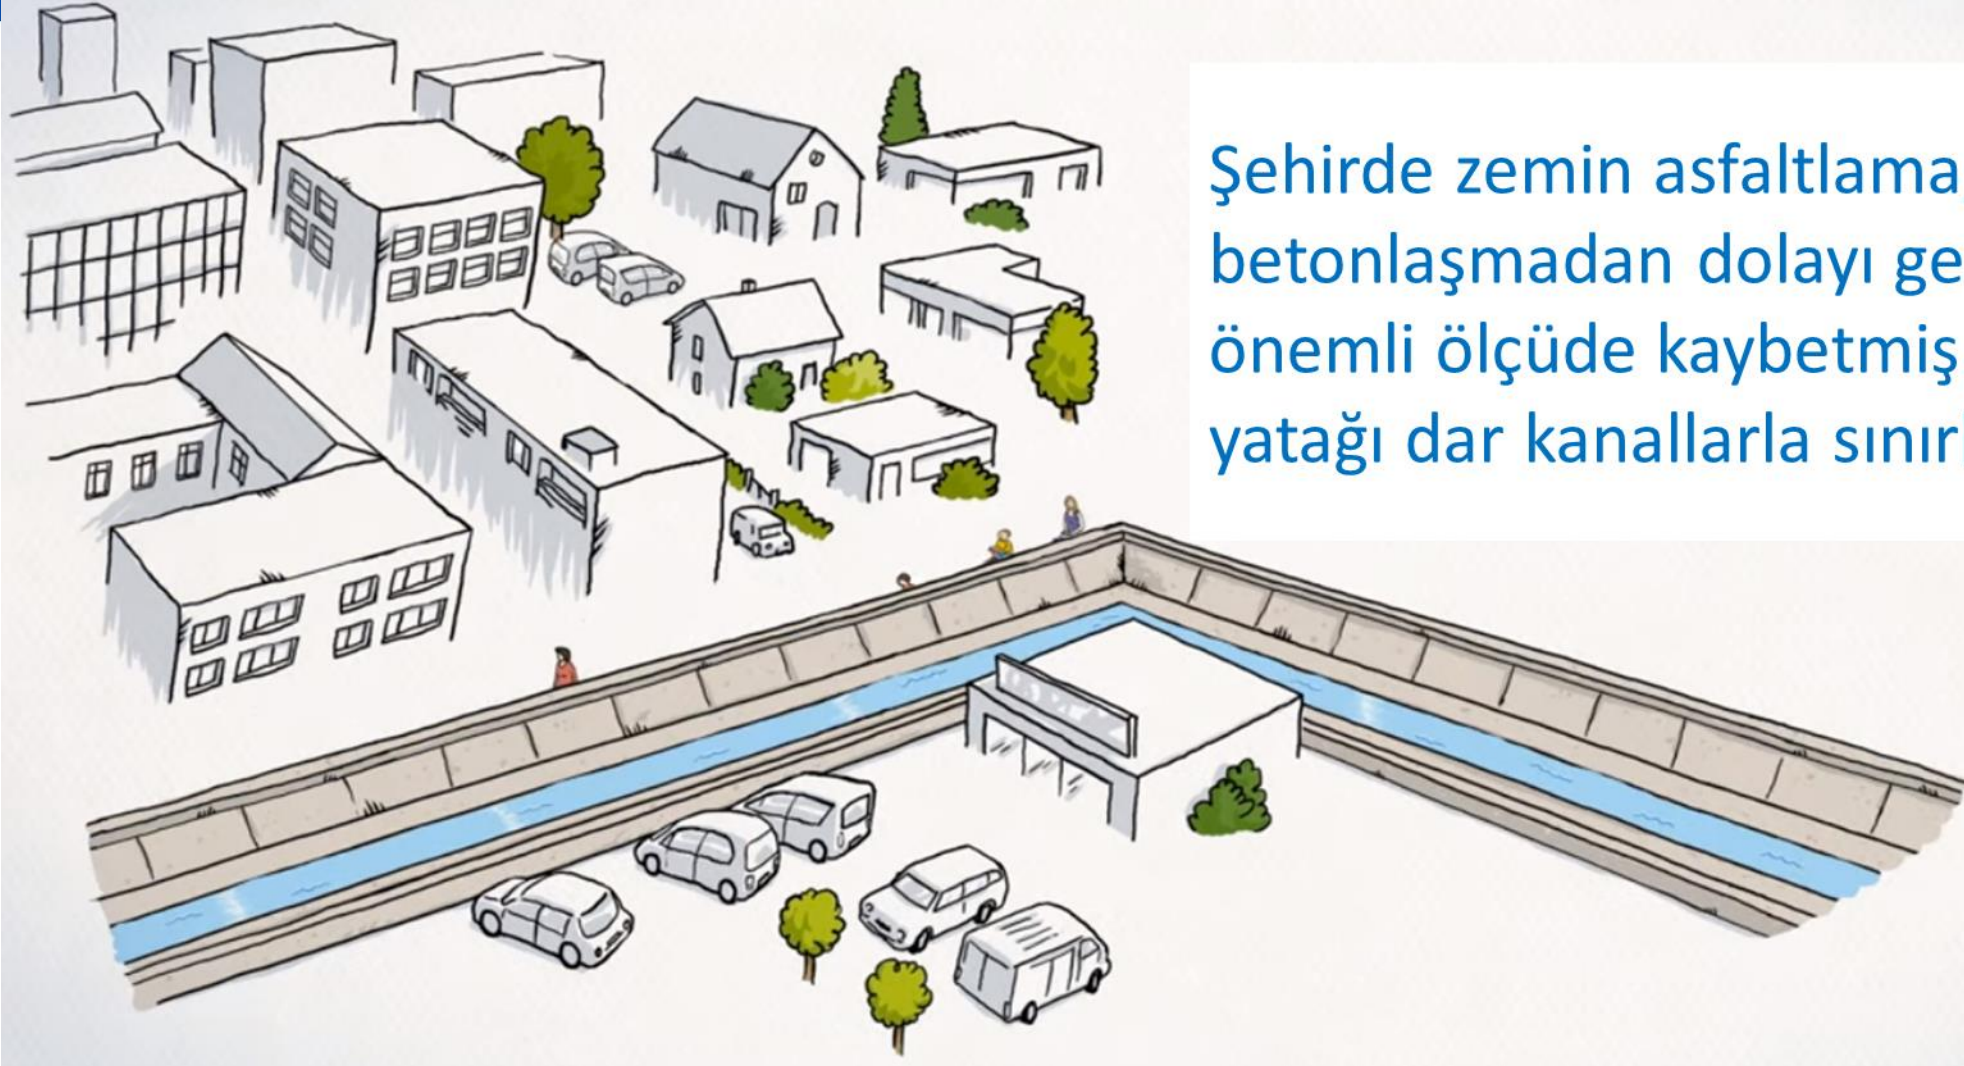 Şehirde zemin asfaltlama
betonlaşmadan dolayı ge
önemli ölçüde kaybetmiş
yatağı dar kanallarla sınır